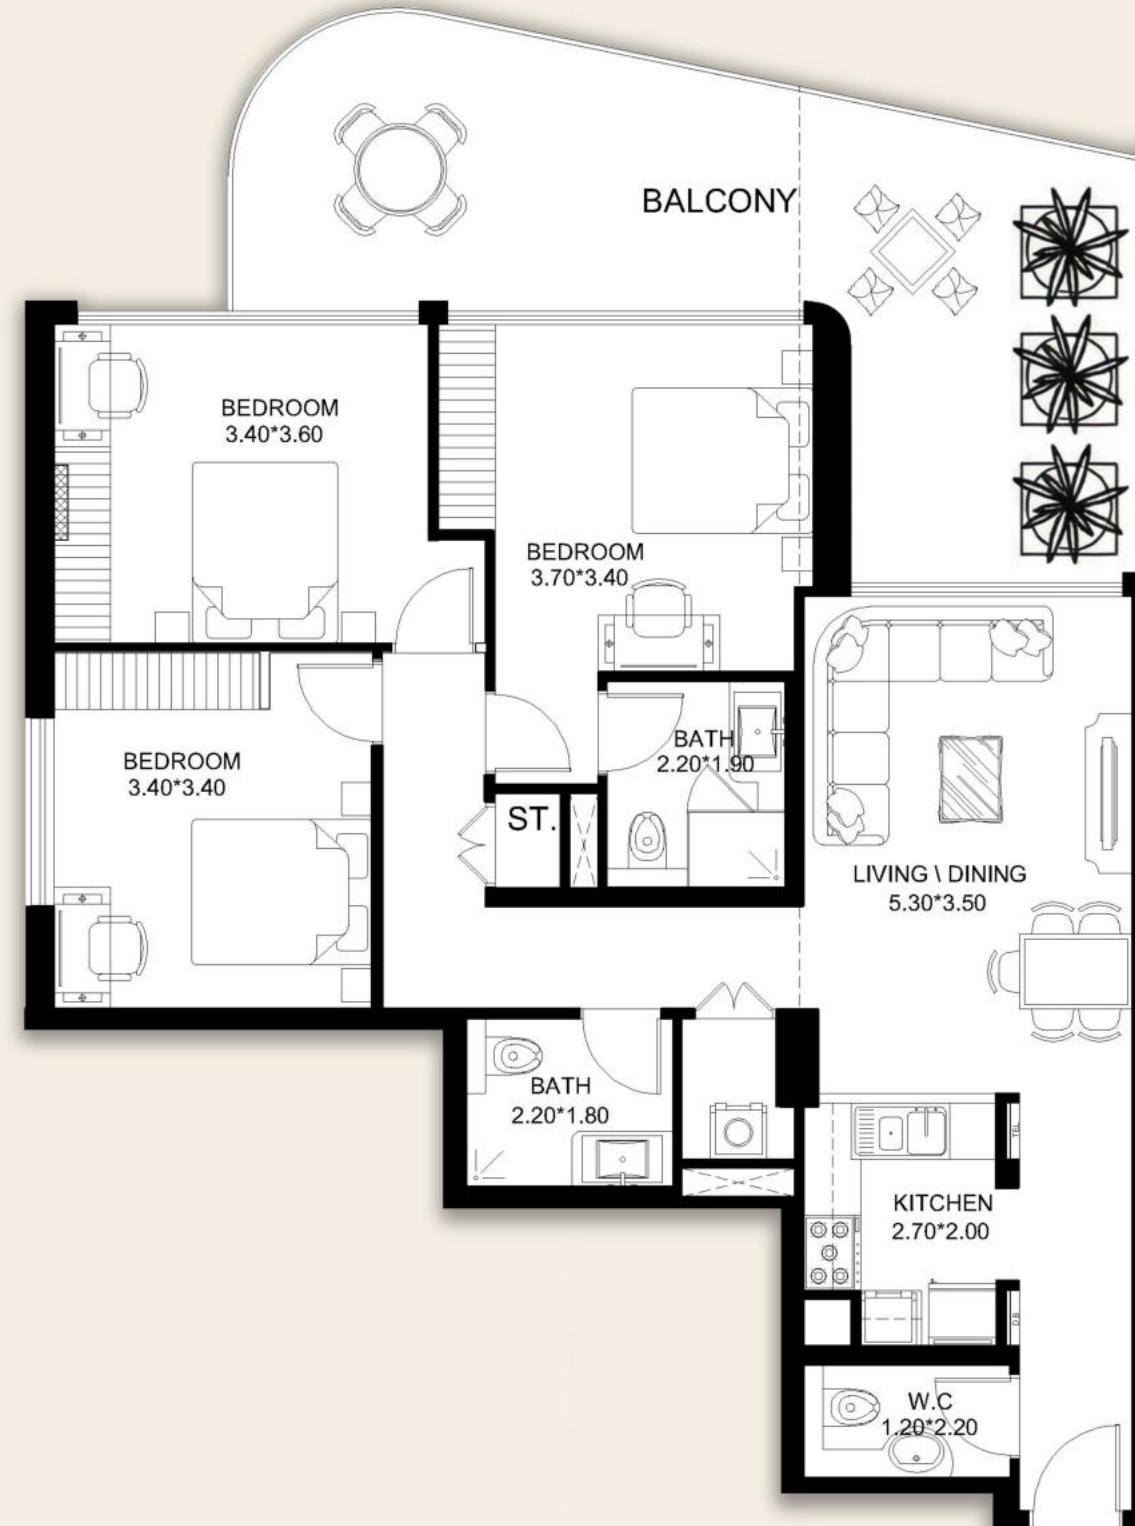 BALCONY
BEDROOM
3.40*3.60
BEDROOM
3.70*3.40
BEDROOM
3.40*3.40
BATH
2.20*1.90
ST.
LIVING \ DINING
5.30*3.50
BATH
2.20*1.80
TEL
KITCHEN
2.70*2.00
D.B
W.C
1.20*2.20